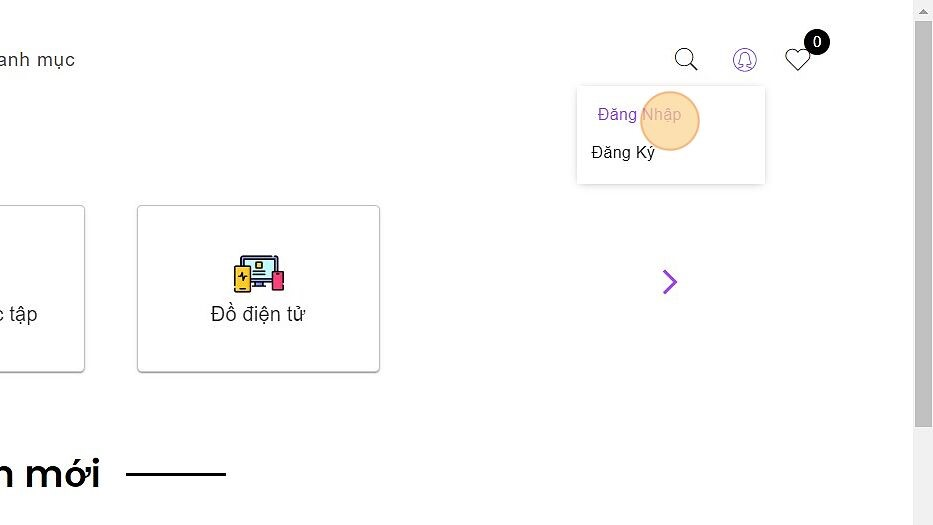 anh mục
0
Đăng Nhập
Đăng Ký
c tập
Đồ điện tử
n mới